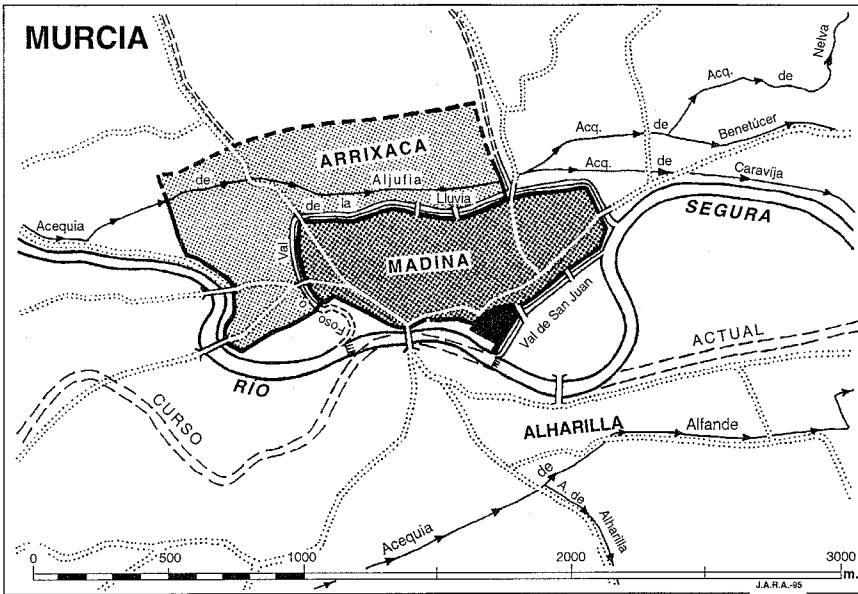 MURCIA
Nelva
Acq. de
Acq. de
Benetúcer
ARRIXACA
Acq. de
Caravíja
Acequia de Aljufia
Val de la Lluvia
SEGURA
MADINA
o Foso
Val de San Juan
ACTUAL
RÍO
CURSO
ALHARILLA
Alfande
Acequia de
A. de Alharilla
0 500 1000 2000 3000
m.
J.A.R.A.-95